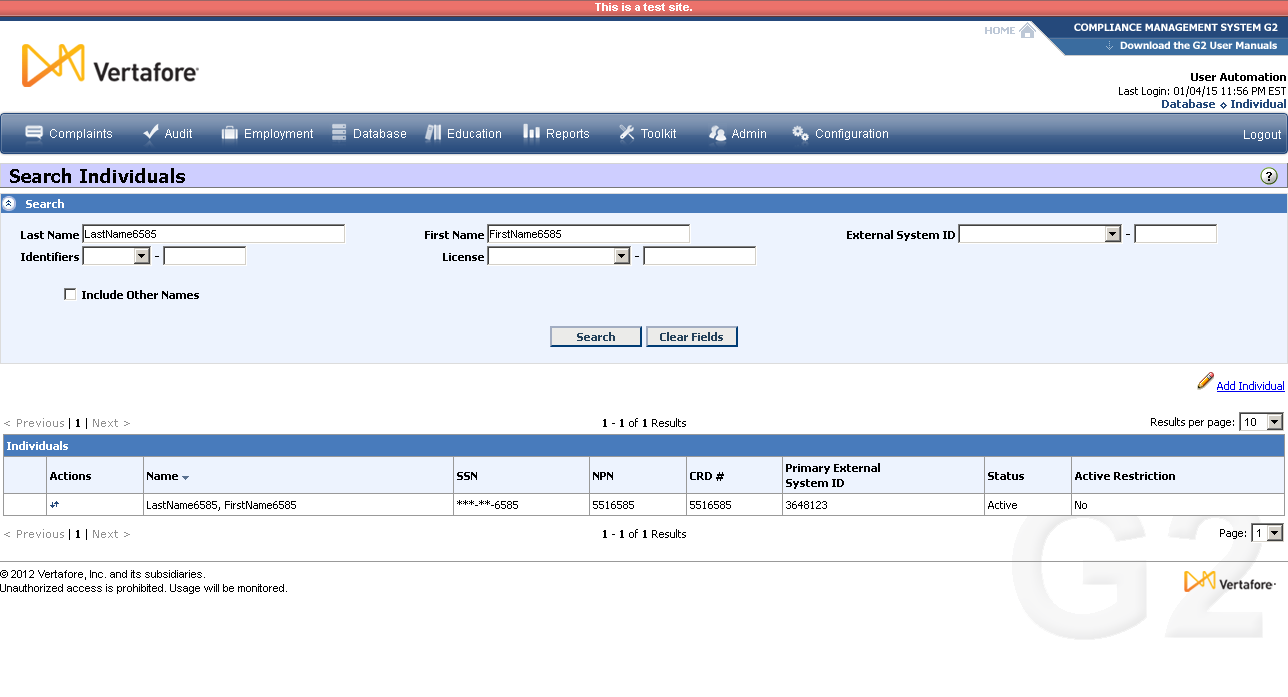 This is a test site.
HOME
COMPLIANCE MANAGEMENT SYSTEM G2
Download the G2 User Manuals
Vertafore
User Automation
Last Login: 01/04/15 11:56 PM EST
Database Individual
Complaints Audit Employment Database Education Reports Toolkit Admin Configuration Logout
Search Individuals ?
Search
Last Name LastName6585 First Name FirstName6585 External System ID -
Identifiers - License -
Include Other Names
Search Clear Fields
Add Individual
< Previous | 1 | Next > 1 - 1 of 1 Results Results per page: 10
Individuals
Actions Name SSN NPN CRD # Primary External System ID Status Active Restriction
LastName6585, FirstName6585 ***-**-6585 5516585 5516585 3648123 Active No
< Previous | 1 | Next > 1 - 1 of 1 Results Page: 1
© 2012 Vertafore, Inc. and its subsidiaries.
Unauthorized access is prohibited. Usage will be monitored.
Vertafore
G2